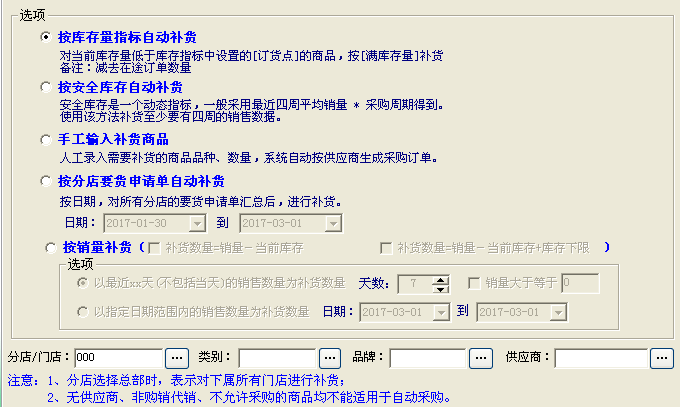 选项
按库存量指标自动补货
对当前库存量低于库存指标中设置的[订货点]的商品，按[满库存量]补货
备注：减去在途订单数量
按安全库存自动补货
安全库存是一个动态指标，一般采用最近四周平均销量 * 采购周期得到。
使用该方法补货至少要有四周的销售数据。
手工输入补货商品
人工录入需要补货的商品品种、数量，系统自动按供应商生成采购订单。
按分店要货申请单自动补货
按日期，对所有分店的要货申请单汇总后，进行补货。
日期：2017-01-30 到 2017-03-01
按销量补货（ 补货数量=销量－当前库存 补货数量=销量－当前库存+库存下限 ）
选项
以最近xx天(不包括当天)的销售数量为补货数量 天数： 7 销量大于等于 0
以指定日期范围内的销售数量为补货数量 日期：2017-03-01 到 2017-03-01
分店/门店：000 ... 类别： ... 品牌： ... 供应商： ...
注意：1、分店选择总部时，表示对下属所有门店进行补货；
2、无供应商、非购销代销、不允许采购的商品均不能适用于自动采购。